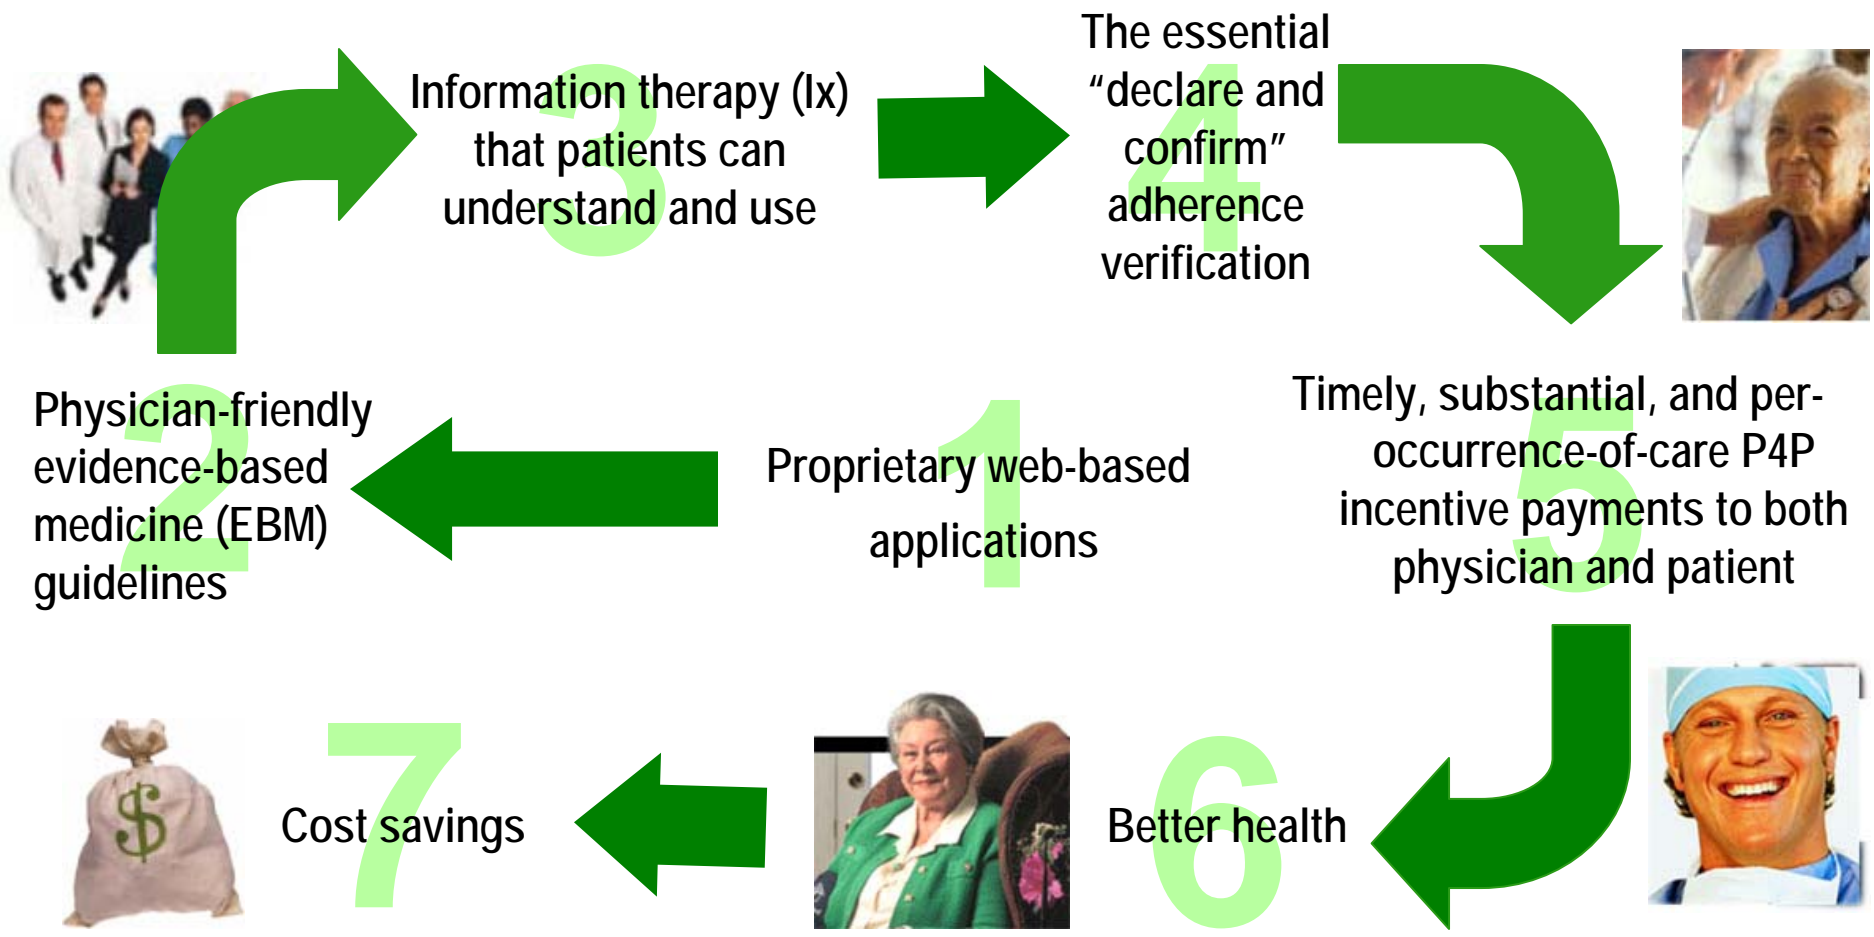 1
Proprietary web-based
applications
2
Physician-friendly
evidence-based
medicine (EBM)
guidelines
3
Information therapy (Ix)
that patients can
understand and use
4
The essential
“declare and
confirm”
adherence
verification
5
Timely, substantial, and per-
occurrence-of-care P4P
incentive payments to both
physician and patient
6
Better health
7
Cost savings
$